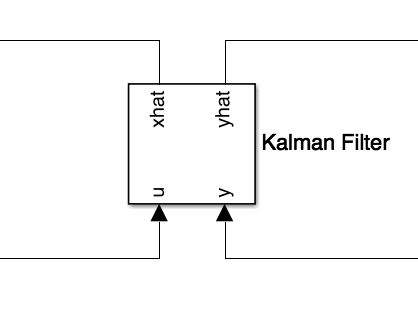 xhat
yhat
Kalman Filter
u
y